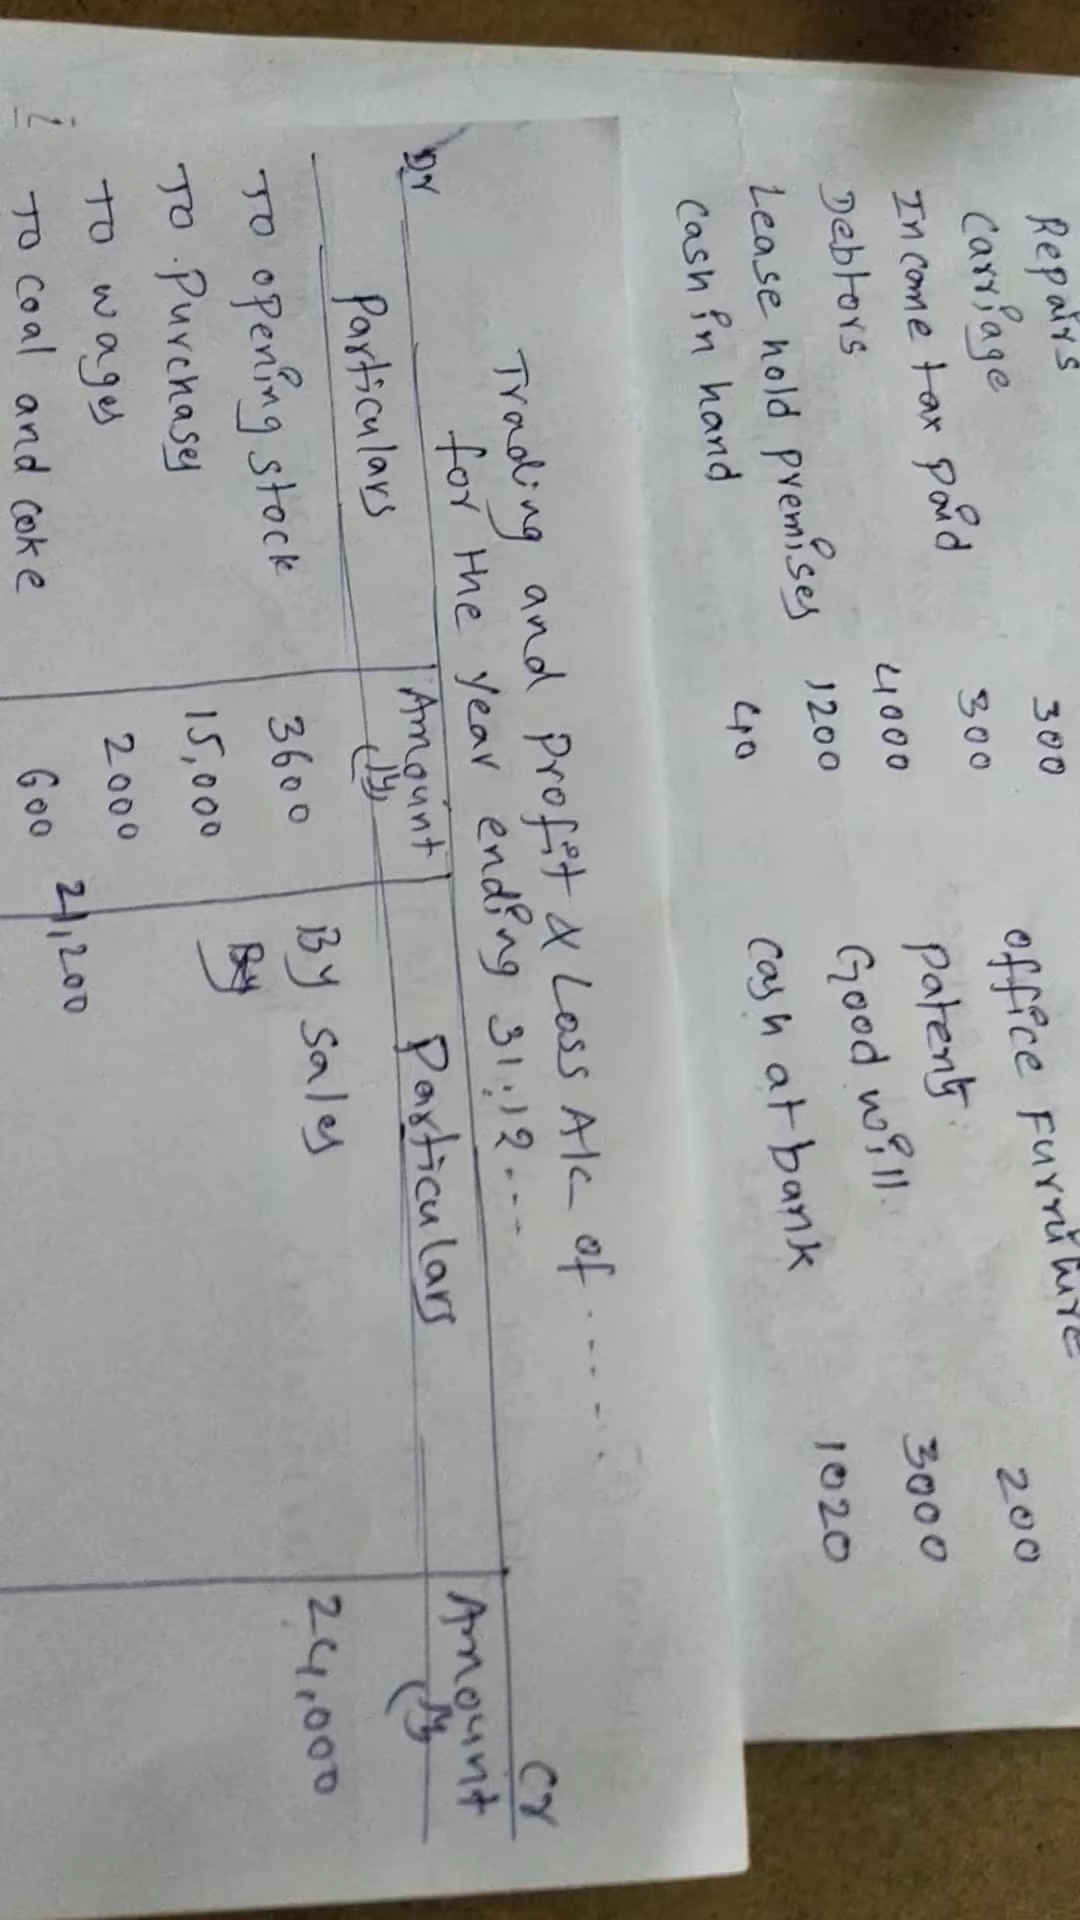 Repairs 300 office Furniture 200
Carriage 300 patents 3000
Income tax paid Good will
Debtors 4000 cash at bank 1020
Lease hold premises 1200
cash in hand 40
Trading and profit & Loss A/c of .....
for the year ending 31.12...
Dr Cr
Particulars Amount Particulars Amount
To opening stock 3600 By sales 24,000
To purchases 15,000 By
To wages 2000
To coal and coke 600 21,200